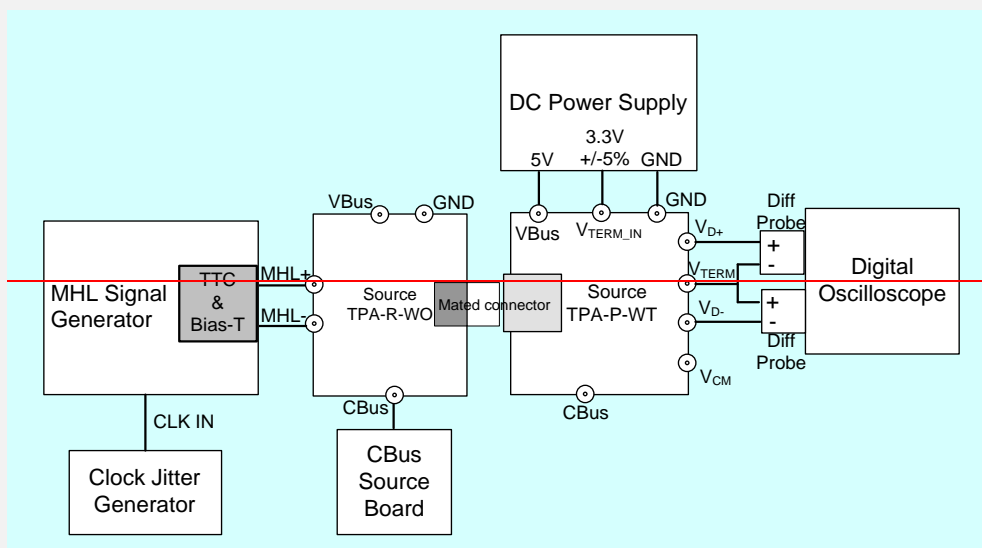 DC Power Supply
3.3V
5V +/-5% GND
VBus GND
VBus VTERM_IN GND
Diff
Probe
VD+
+
-
MHL Signal
Generator
TTC
&
Bias-T
MHL+
MHL-
Source
TPA-R-WO
Mated connector
Source
TPA-P-WT
VTERM
VD-
+
-
Digital
Oscilloscope
Diff
Probe
VCM
CBus
CBus
CLK IN
Clock Jitter
Generator
CBus
Source
Board